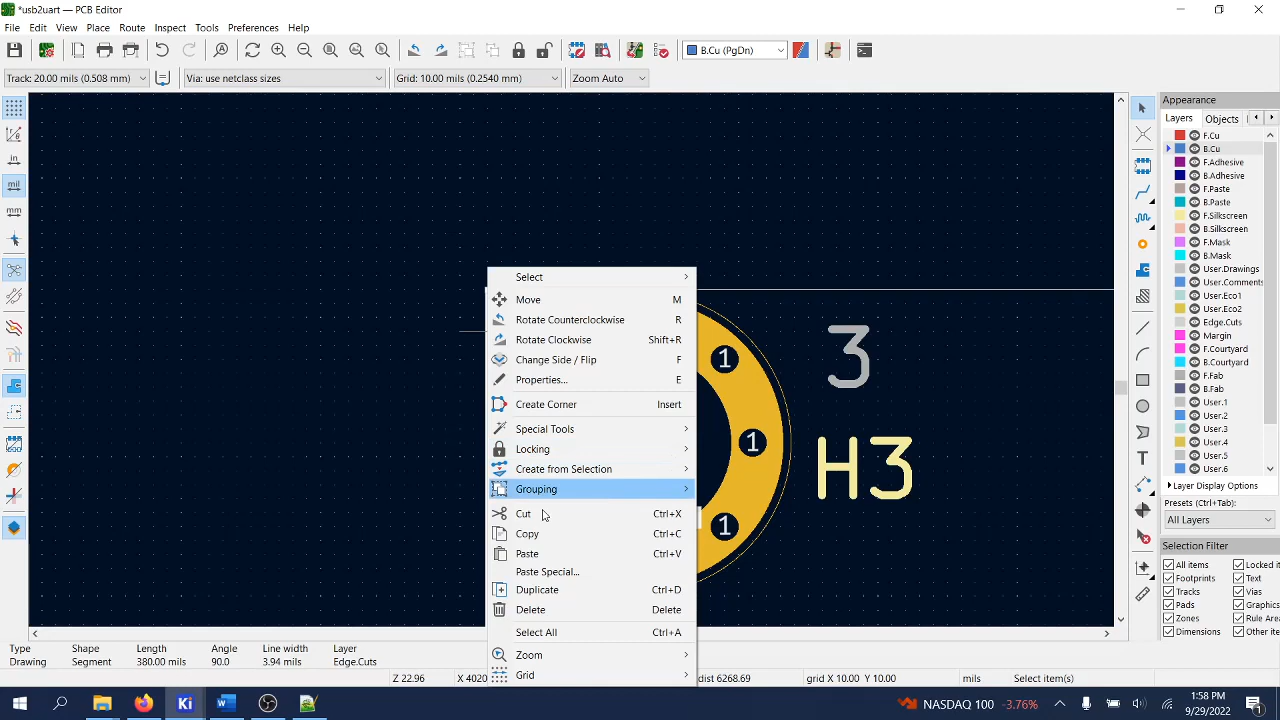 *usb2uart — PCB Editor
File Edit View Place Route Inspect Tools Preferences Help
B.Cu (PgDn)
Track: 20.00 mils (0.508 mm) Via: use netclass sizes Grid: 10.00 mils (0.2540 mm) Zoom Auto
Appearance
Layers Objects
F.Cu
B.Cu
F.Adhesive
B.Adhesive
F.Paste
B.Paste
F.Silkscreen
B.Silkscreen
F.Mask
B.Mask
User.Drawings
User.Comments
User.Eco1
User.Eco2
Edge.Cuts
Margin
F.Courtyard
B.Courtyard
F.Fab
B.Fab
User.1
User.2
User.3
User.4
User.5
User.6
Layer Display Options
Presets (Ctrl+Tab):
All Layers
Selection Filter
All items Locked it
Footprints Text
Tracks Vias
Pads Graphics
Zones Rule Area
Dimensions Other ite
in
mil
mm
Select
Move M
Rotate Counterclockwise R
Rotate Clockwise Shift+R
Change Side / Flip F
Properties... E
Create Corner Insert
Special Tools
Locking
Create from Selection
Grouping
Cut Ctrl+X
Copy Ctrl+C
Paste Ctrl+V
Paste Special...
Duplicate Ctrl+D
Delete Delete
Select All Ctrl+A
Zoom
Grid
1
1
1
3
H3
Type Shape Length Angle Line width Layer
Drawing Segment 380.00 mils 90.0 3.94 mils Edge.Cuts
Z 22.96 X 4020 dist 6268.69 grid X 10.00 Y 10.00 mils Select item(s)
Ki
W
NASDAQ 100 -3.76%
1:58 PM
9/29/2022